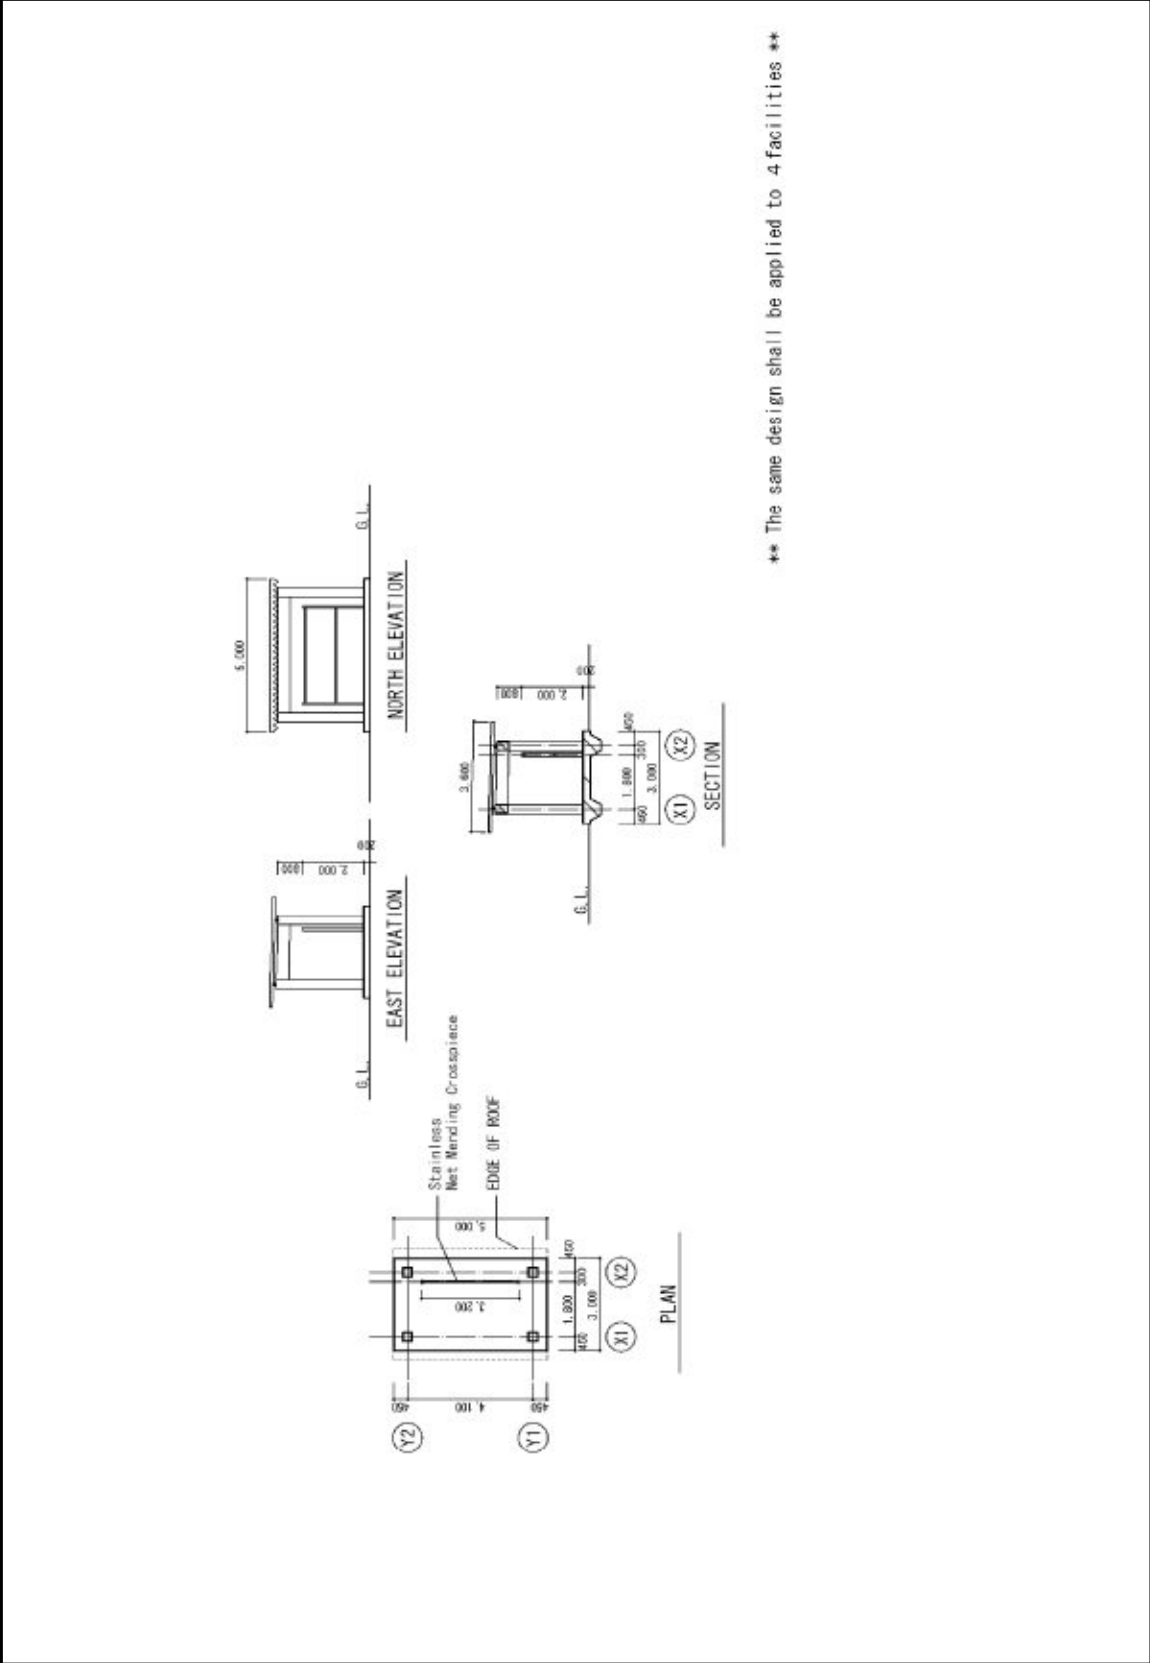 Y2
Y1
450
4,100
450
3,200
5,000
Stainless
Net Mending Crosspiece
EDGE OF ROOF
450
1,800
300
450
3,000
X1
X2
PLAN
800
2,000
200
G.L.
EAST ELEVATION
5,000
G.L.
NORTH ELEVATION
3,600
800
2,000
200
G.L.
450
1,800
300
450
3,000
X1
X2
SECTION
** The same design shall be applied to 4 facilities **